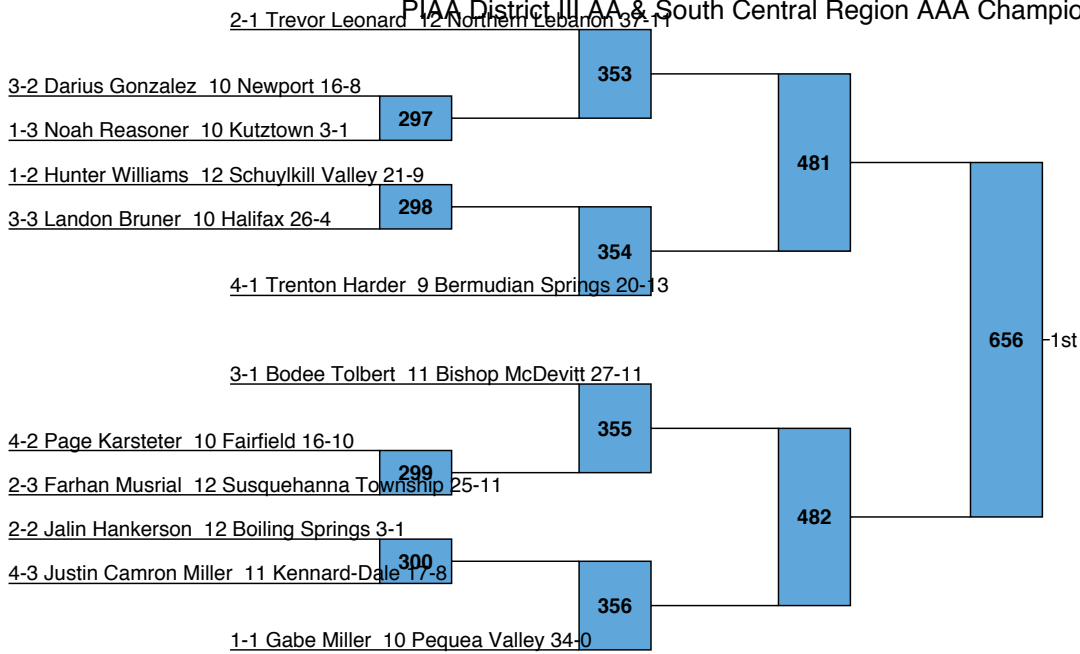 PIAA District III AA & South Central Region AAA Champio
2-1 Trevor Leonard 12 Northern Lebanon 37-11
353
3-2 Darius Gonzalez 10 Newport 16-8
297
1-3 Noah Reasoner 10 Kutztown 3-1
481
1-2 Hunter Williams 12 Schuylkill Valley 21-9
298
3-3 Landon Bruner 10 Halifax 26-4
354
4-1 Trenton Harder 9 Bermudian Springs 20-13
656
1st
3-1 Bodee Tolbert 11 Bishop McDevitt 27-11
355
4-2 Page Karsteter 10 Fairfield 16-10
299
2-3 Farhan Musrial 12 Susquehanna Township 25-11
482
2-2 Jalin Hankerson 12 Boiling Springs 3-1
300
4-3 Justin Camron Miller 11 Kennard-Dale 17-8
356
1-1 Gabe Miller 10 Pequea Valley 34-0